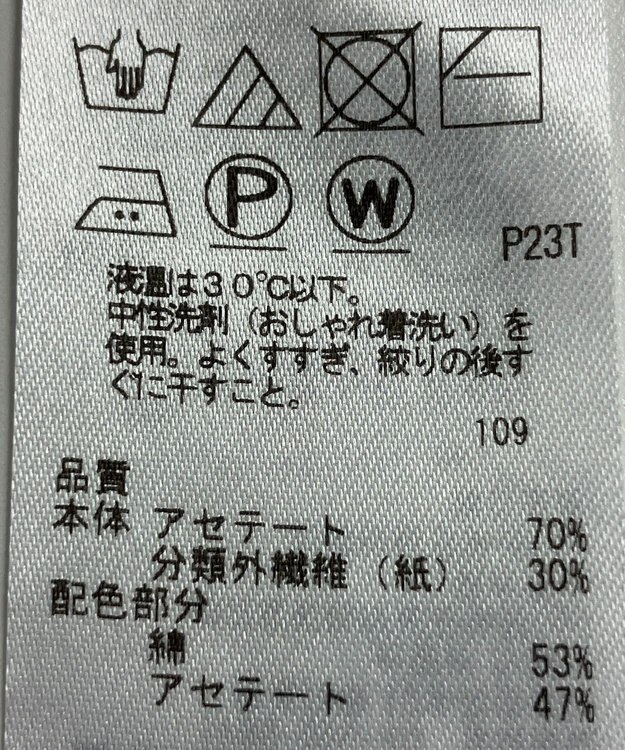 P W
P23T
液温は30℃以下。
中性洗剤（おしゃれ着洗い）を
使用。よくすすぎ、絞りの後す
ぐに干すこと。
109
品質
本体 アセテート 70%
分類外繊維（紙） 30%
配色部分
綿 53%
アセテート 47%